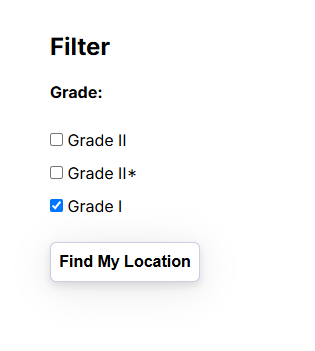 Filter
Grade:
Grade II
Grade II*
Grade I
Find My Location